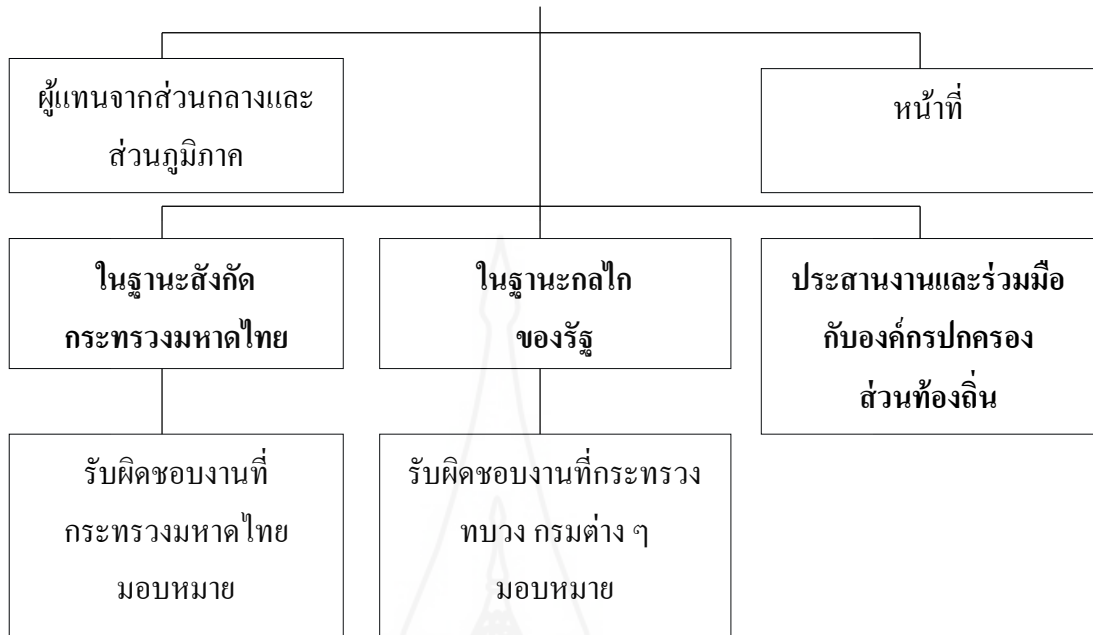 ผู้แทนจากส่วนกลางและ
ส่วนภูมิภาค
หน้าที่
ในฐานะสังกัด
กระทรวงมหาดไทย
ในฐานะกลไก
ของรัฐ
ประสานงานและร่วมมือ
กับองค์กรปกครอง
ส่วนท้องถิ่น
รับผิดชอบงานที่
กระทรวงมหาดไทย
มอบหมาย
รับผิดชอบงานที่กระทรวง
ทบวง กรมต่าง ๆ
มอบหมาย